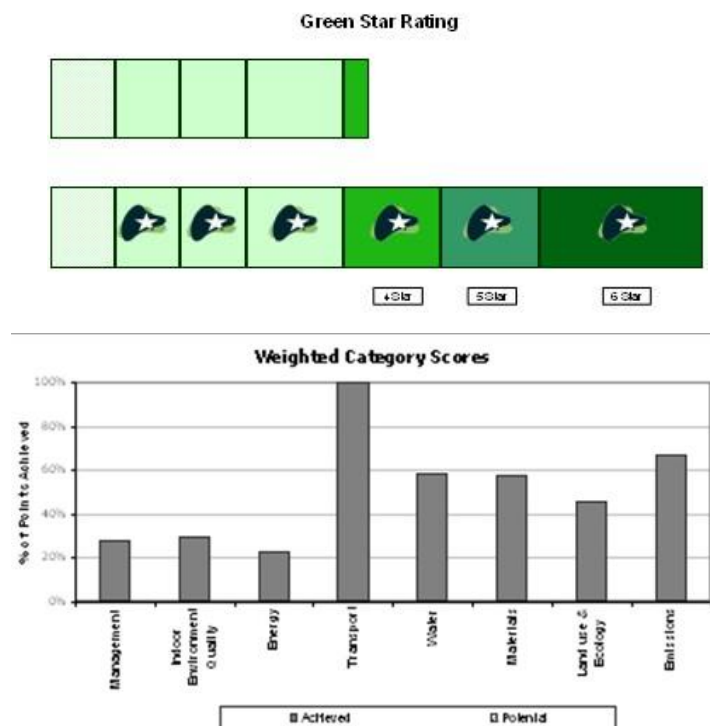 Green Star Rating
4 Star
5 Star
6 Star
Weighted Category Scores
100%
80%
60%
40%
20%
0%
% of Points Achieved
Management
Indoor
Environment
Quality
Energy
Transport
Water
Materials
Land use &
Ecology
Emissions
Achieved
Potential